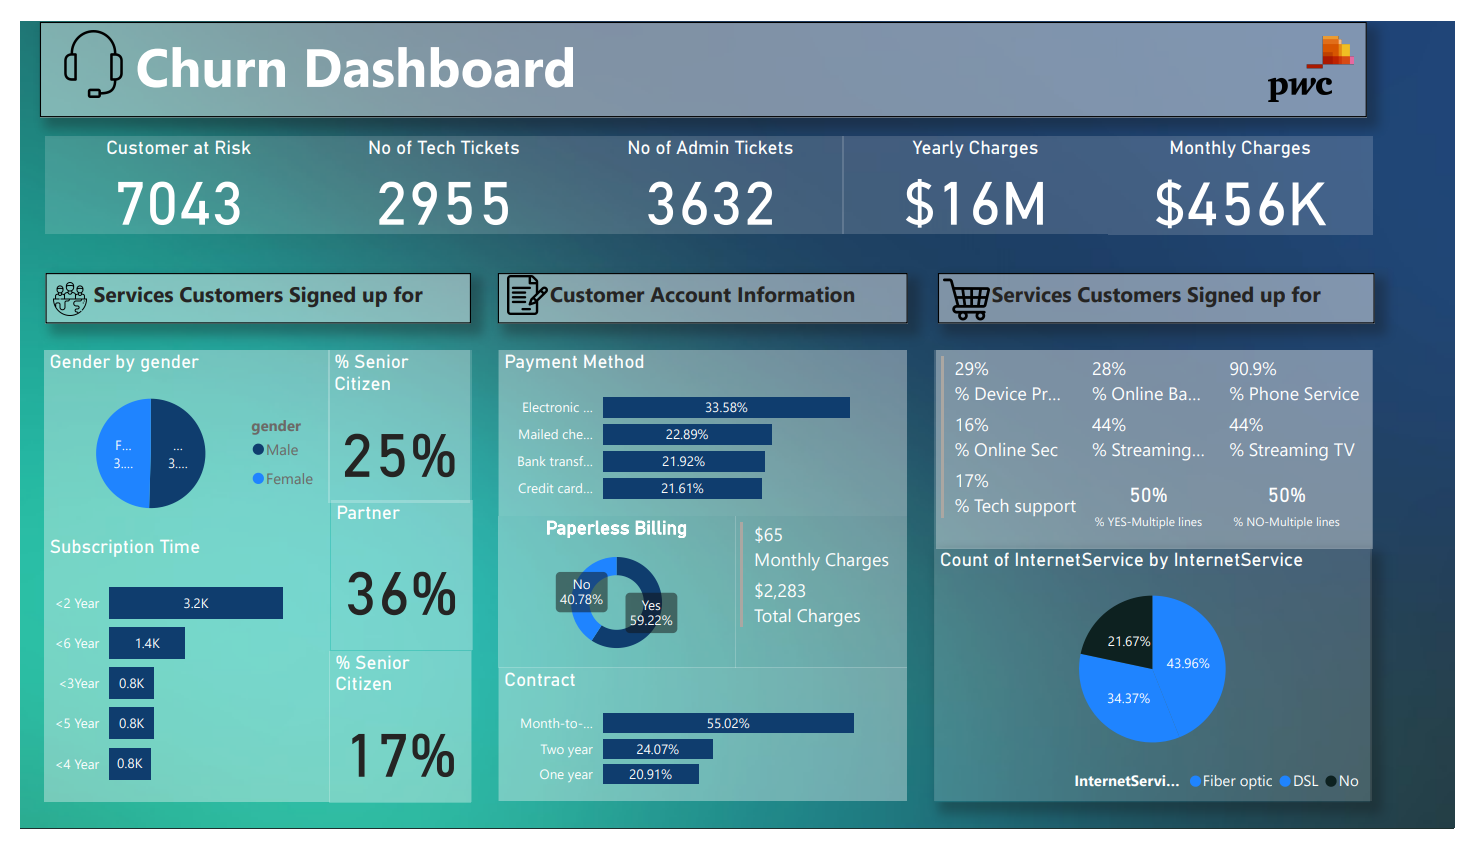 Churn Dashboard
pwc
Customer at Risk
7043
No of Tech Tickets
2955
No of Admin Tickets
3632
Yearly Charges
$16M
Monthly Charges
$456K
Services Customers Signed up for
Gender by gender
F...
3....
...
3....
gender
Male
Female
Subscription Time
<2 Year
3.2K
<6 Year
1.4K
<3Year
0.8K
<5 Year
0.8K
<4 Year
0.8K
% Senior
Citizen
25%
Partner
36%
% Senior
Citizen
17%
Customer Account Information
Payment Method
Electronic ...
33.58%
Mailed che...
22.89%
Bank transf...
21.92%
Credit card...
21.61%
Paperless Billing
No
40.78%
Yes
59.22%
$65
Monthly Charges
$2,283
Total Charges
Contract
Month-to-...
55.02%
Two year
24.07%
One year
20.91%
Services Customers Signed up for
29%
% Device Pr...
28%
% Online Ba...
90.9%
% Phone Service
16%
% Online Sec
44%
% Streaming...
44%
% Streaming TV
17%
% Tech support
50%
% YES-Multiple lines
50%
% NO-Multiple lines
Count of InternetService by InternetService
21.67%
43.96%
34.37%
InternetServi...
Fiber optic
DSL
No